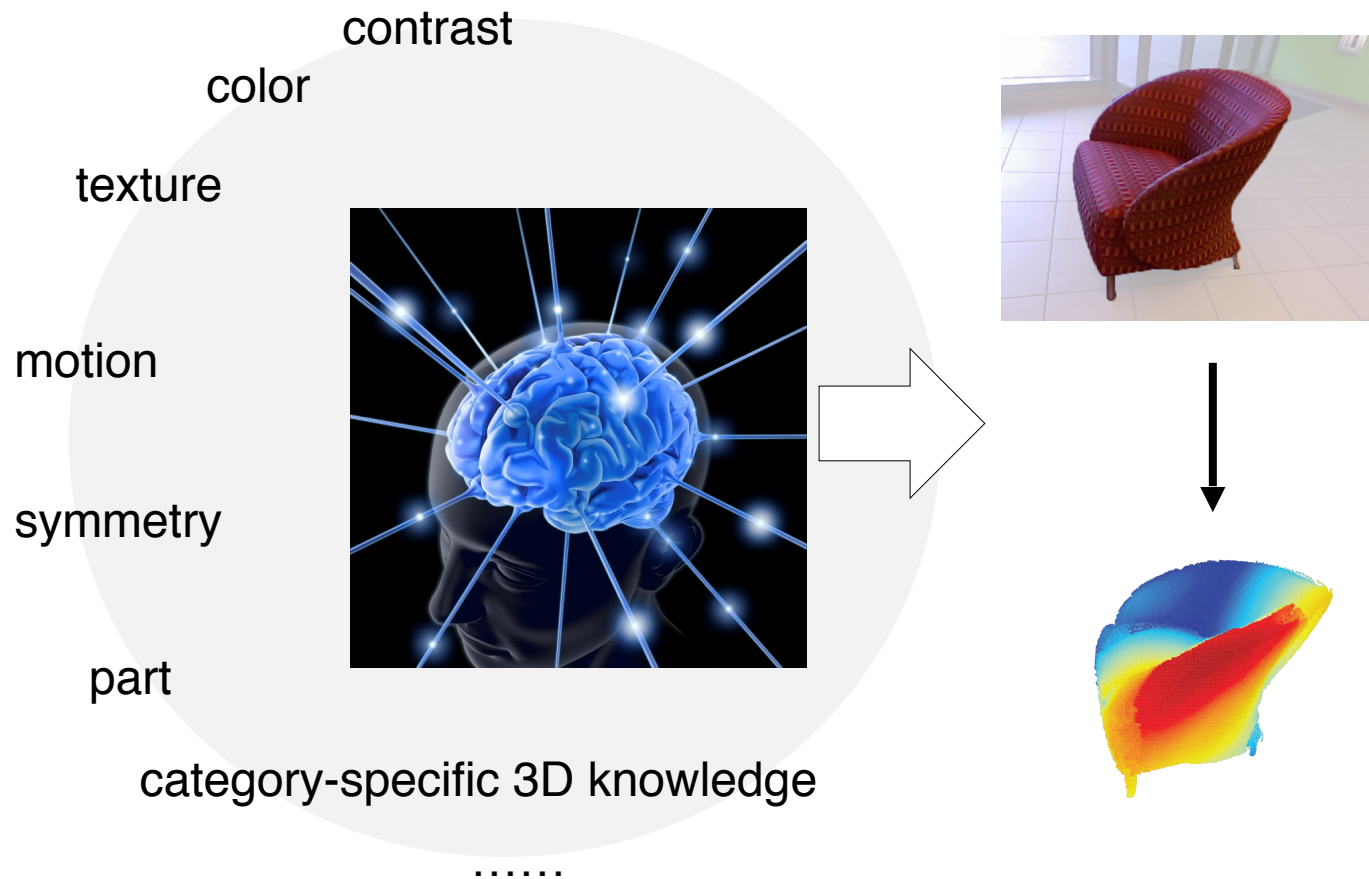 contrast
color
texture
motion
symmetry
part
category-specific 3D knowledge
......